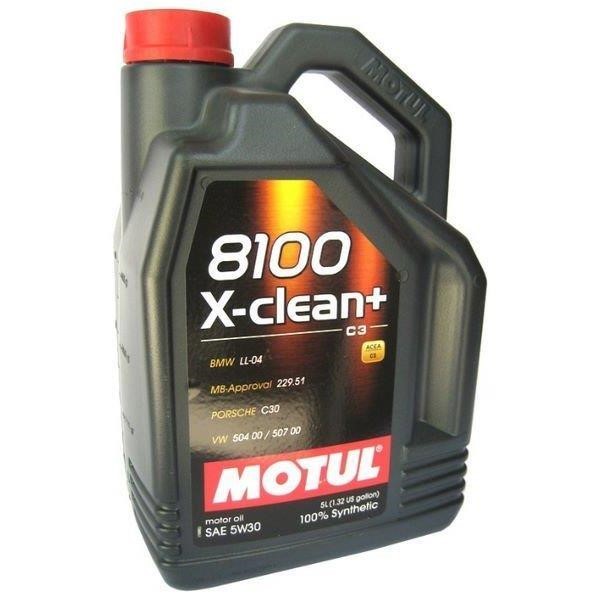 MOTUL
8100
X-clean+
C3
ACEA
C3
BMW LL-04
MB-Approval 229.51
PORSCHE C30
VW 504 00 / 507 00
MOTUL
5L (1.32 US gallon)
motor oil
100% Synthetic
SAE 5W30